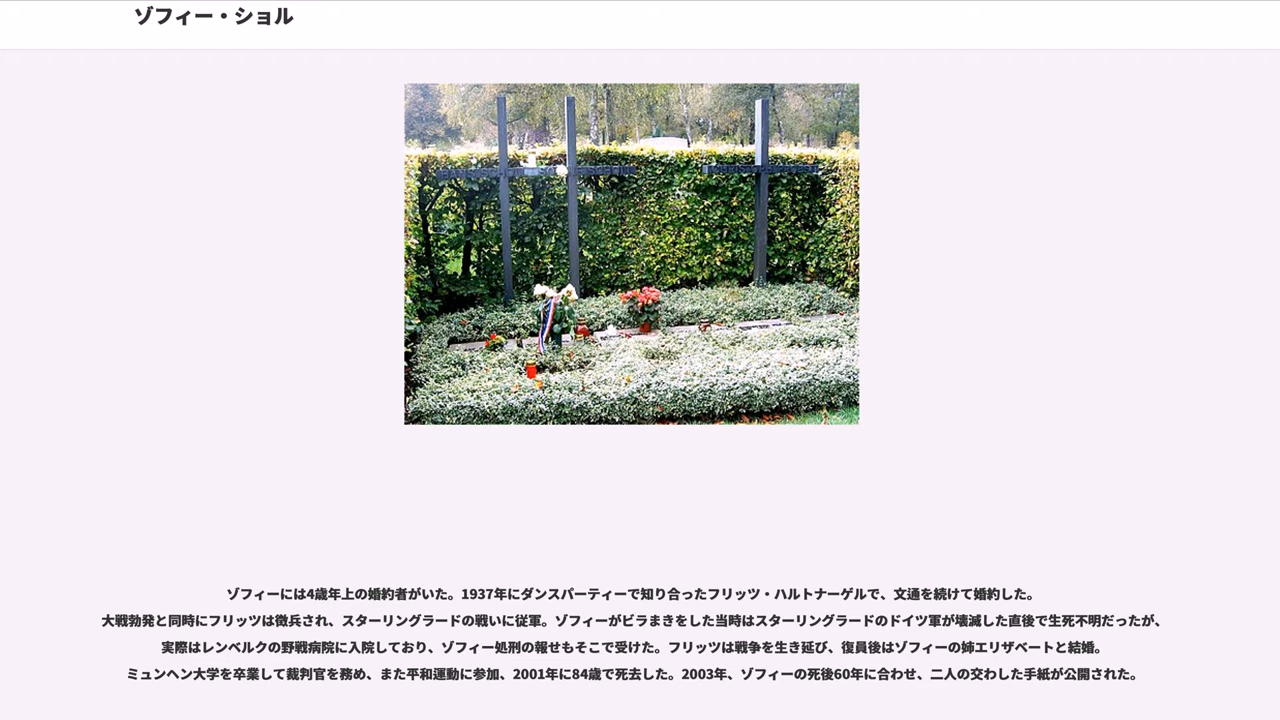 ゾフィー・ショル
ゾフィーには4歳年上の婚約者がいた。1937年にダンスパーティーで知り合ったフリッツ・ハルトナーゲルで、文通を続けて婚約した。
大戦勃発と同時にフリッツは徴兵され、スターリングラードの戦いに従軍。ゾフィーがビラまきをした当時はスターリングラードのドイツ軍が壊滅した直後で生死不明だったが、
実際はレンベルクの野戦病院に入院しており、ゾフィー処刑の報せもそこで受けた。フリッツは戦争を生き延び、復員後はゾフィーの姉エリザベートと結婚。
ミュンヘン大学を卒業して裁判官を務め、また平和運動に参加、2001年に84歳で死去した。2003年、ゾフィーの死後60年に合わせ、二人の交わした手紙が公開された。